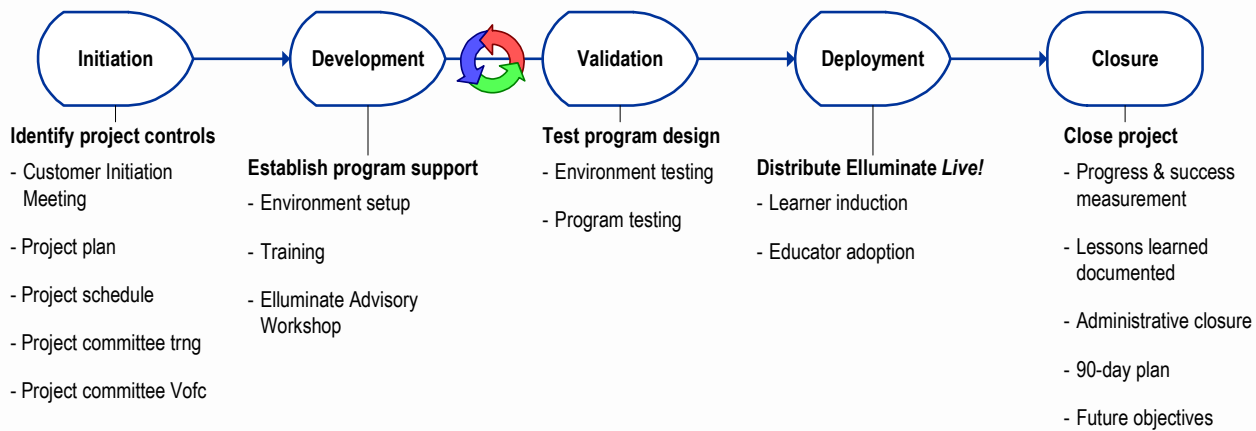 Initiation
Development
Validation
Deployment
Closure
Identify project controls
- Customer Initiation
Meeting
- Project plan
- Project schedule
- Project committee trng
- Project committee Vofc
Establish program support
- Environment setup
- Training
- Elluminate Advisory
Workshop
Test program design
- Environment testing
- Program testing
Distribute Elluminate Live!
- Learner induction
- Educator adoption
Close project
- Progress & success
measurement
- Lessons learned
documented
- Administrative closure
- 90-day plan
- Future objectives